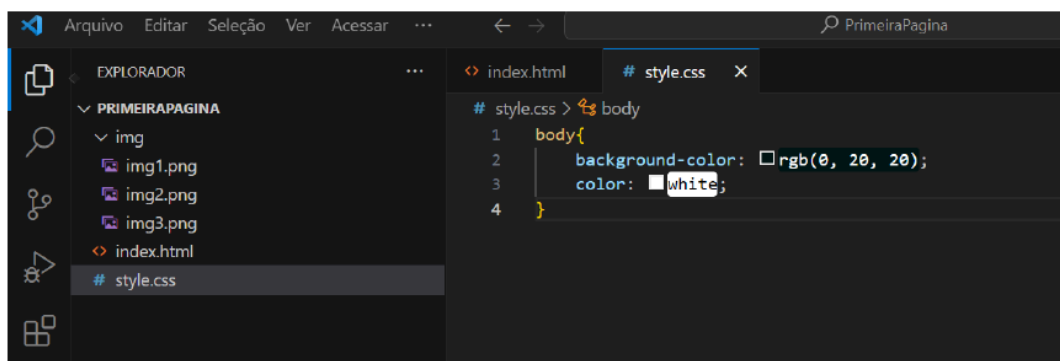 Arquivo Editar Seleção Ver Acessar ... PrimeiraPagina
EXPLORADOR ...
PRIMEIRAPAGINA
img
img1.png
img2.png
img3.png
index.html
# style.css
index.html # style.css
# style.css > body
1 body{
2 background-color: rgb(0, 20, 20);
3 color: white;
4 }